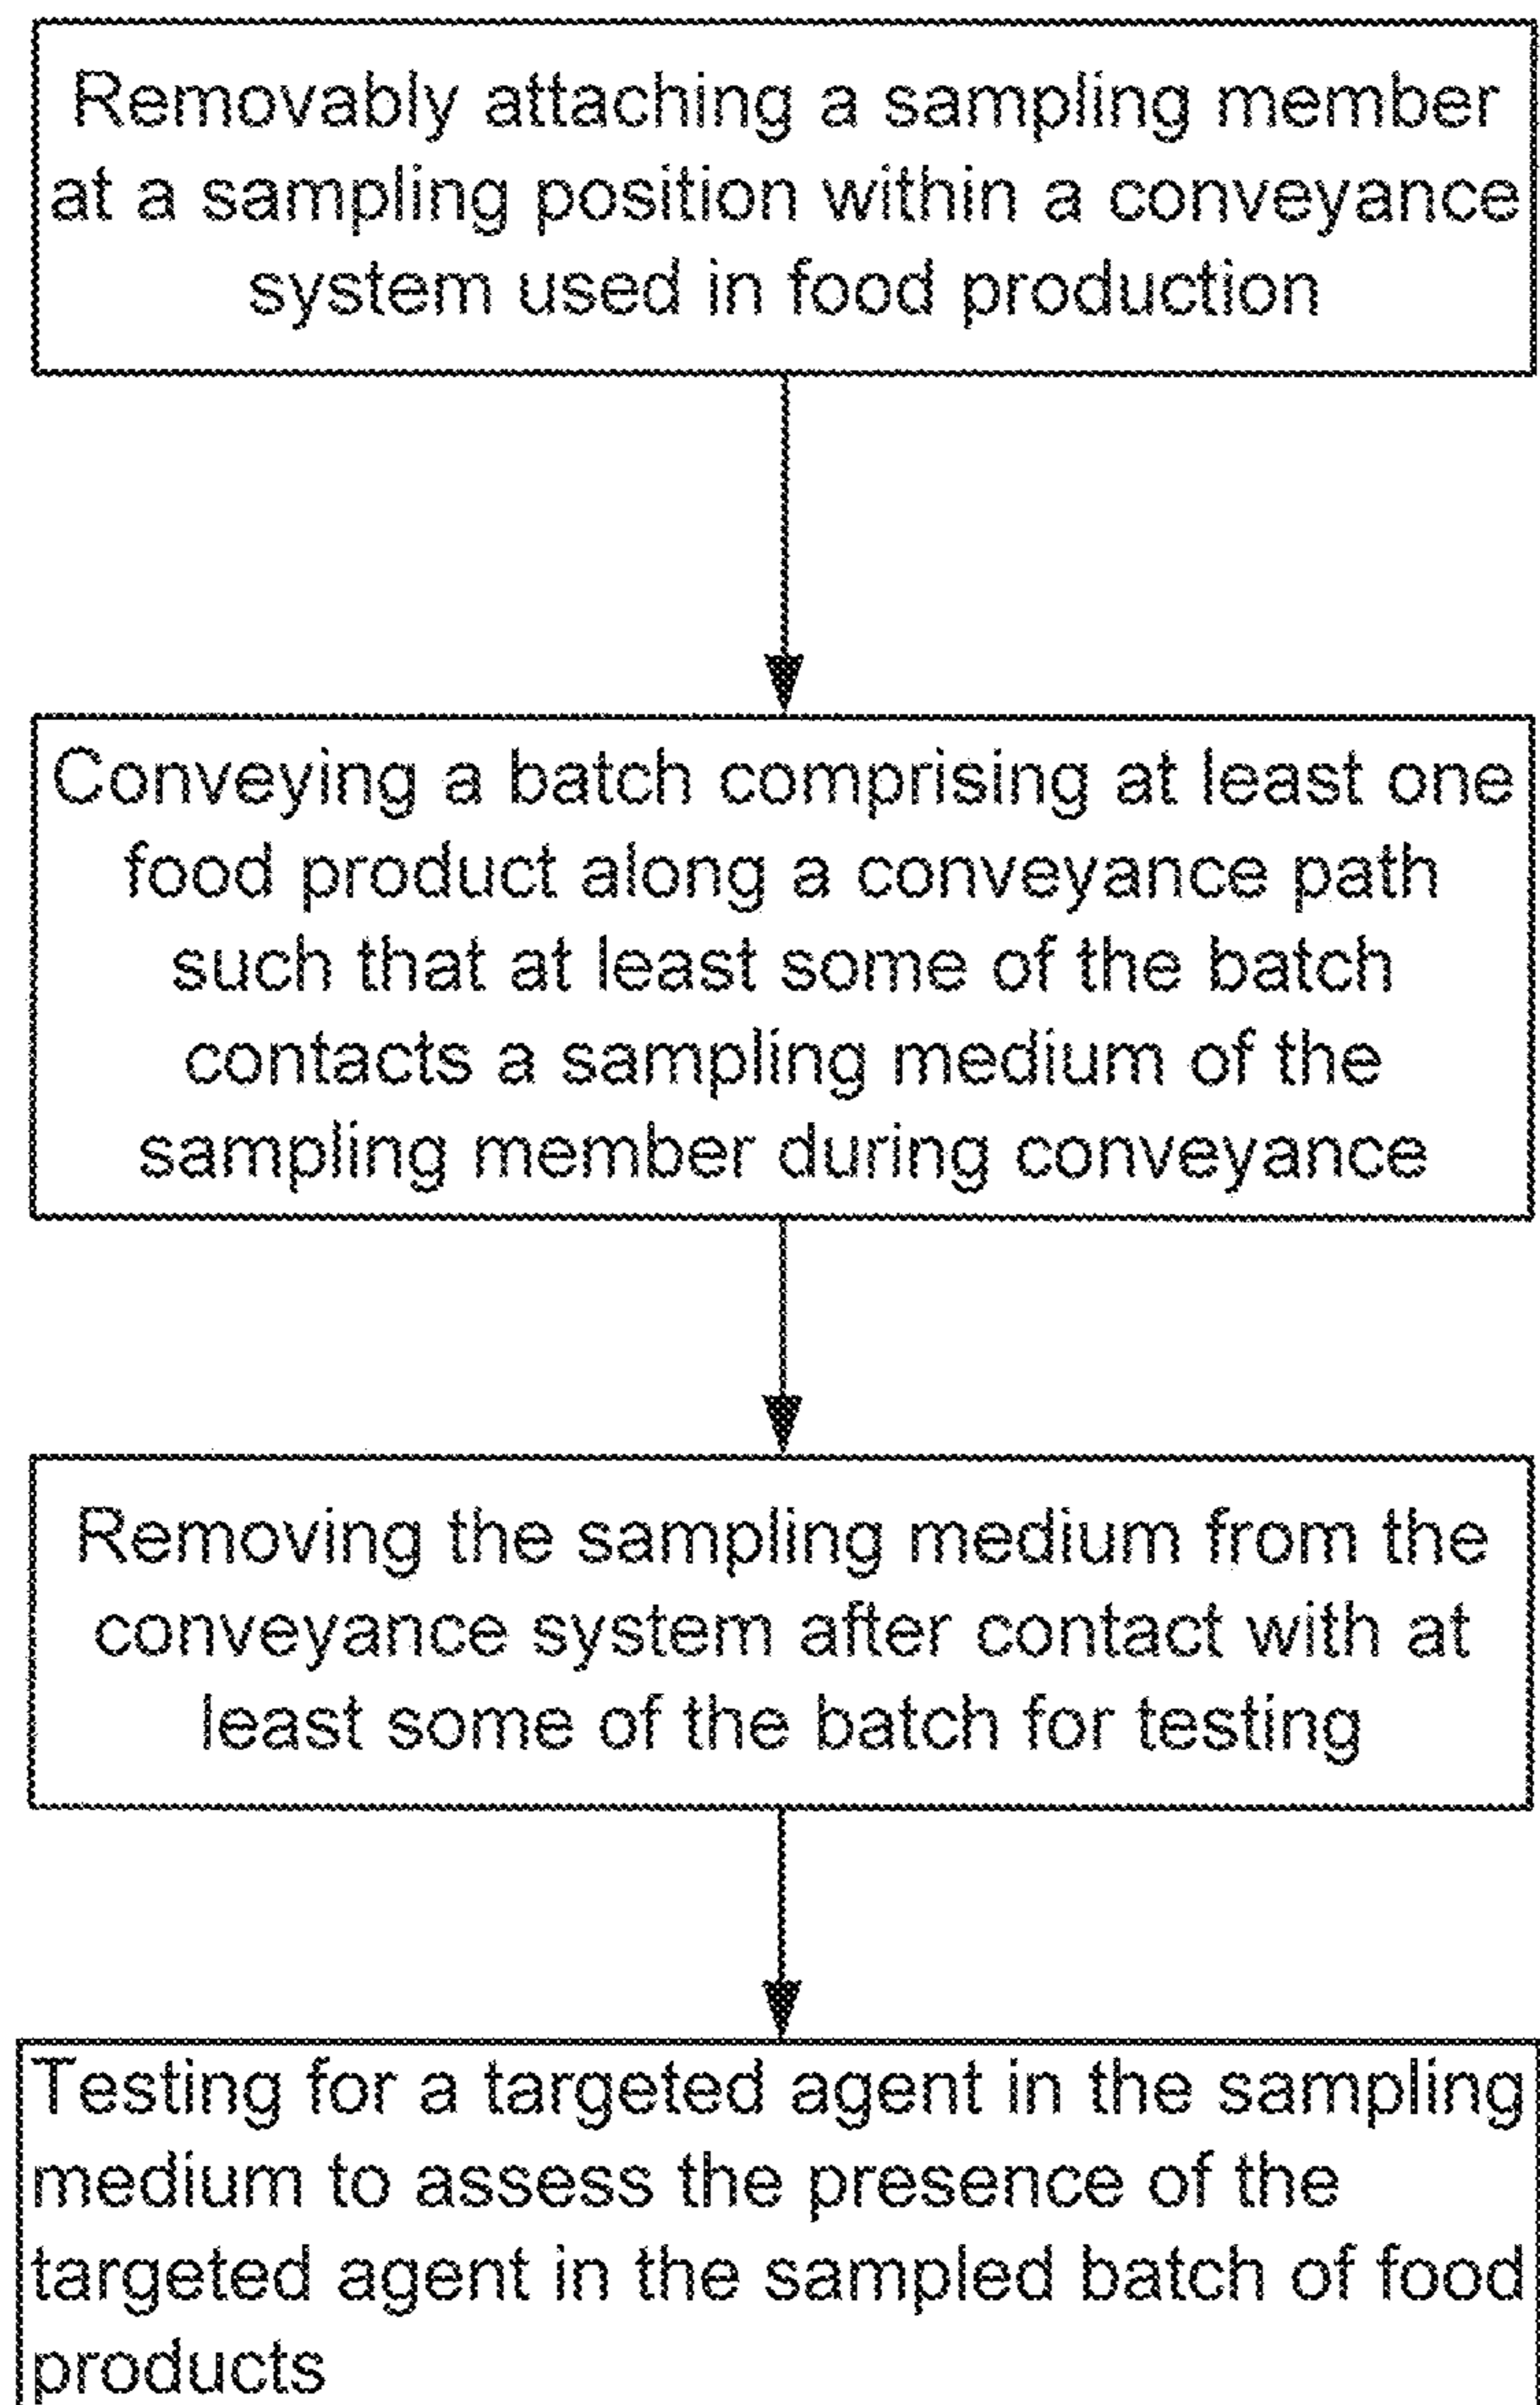 Removably attaching a sampling member
at a sampling position within a conveyance
system used in food production
Conveying a batch comprising at least one
food product along a conveyance path
such that at least some of the batch
contacts a sampling medium of the
sampling member during conveyance
Removing the sampling medium from the
conveyance system after contact with at
least some of the batch for testing
Testing for a targeted agent in the sampling
medium to assess the presence of the
targeted agent in the sampled batch of food
products